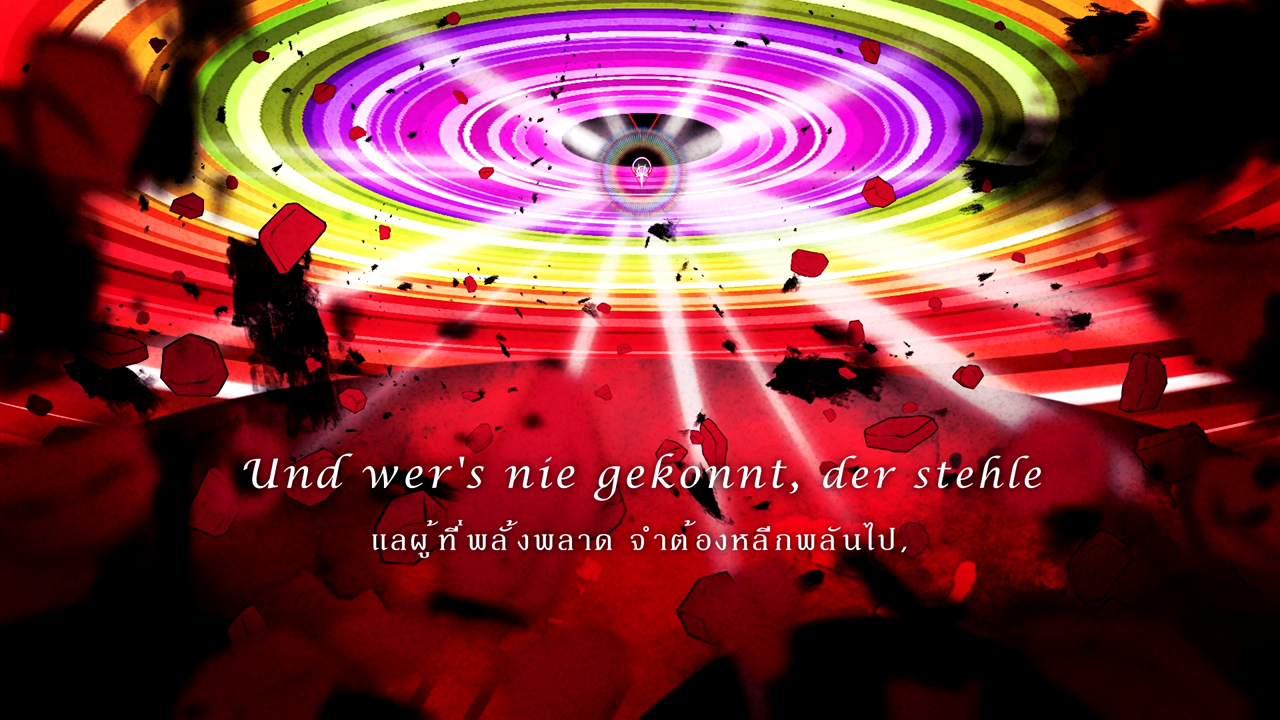 Und wer's nie gekonnt, der stehle
แลผู้ที่พลั้งพลาด จำต้องหลีกพลันไป,